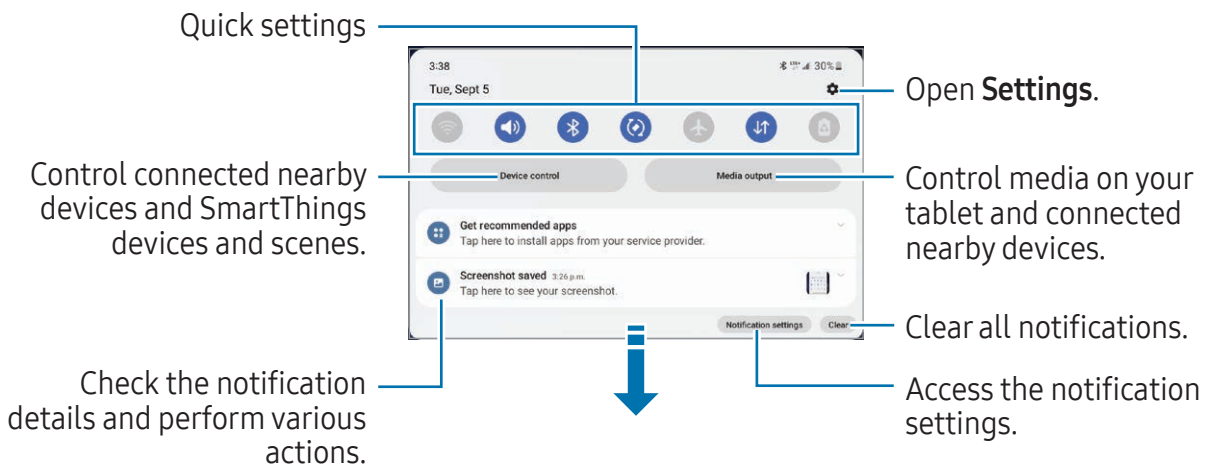 Quick settings
3:38
LTE+ 30%
Tue, Sept 5
Open Settings.
Control connected nearby
devices and SmartThings
devices and scenes.
Device control
Media output
Control media on your
tablet and connected
nearby devices.
Get recommended apps
Tap here to install apps from your service provider.
Screenshot saved 3:26 p.m.
Tap here to see your screenshot.
Notification settings
Clear
Clear all notifications.
Check the notification
details and perform various
actions.
Access the notification
settings.